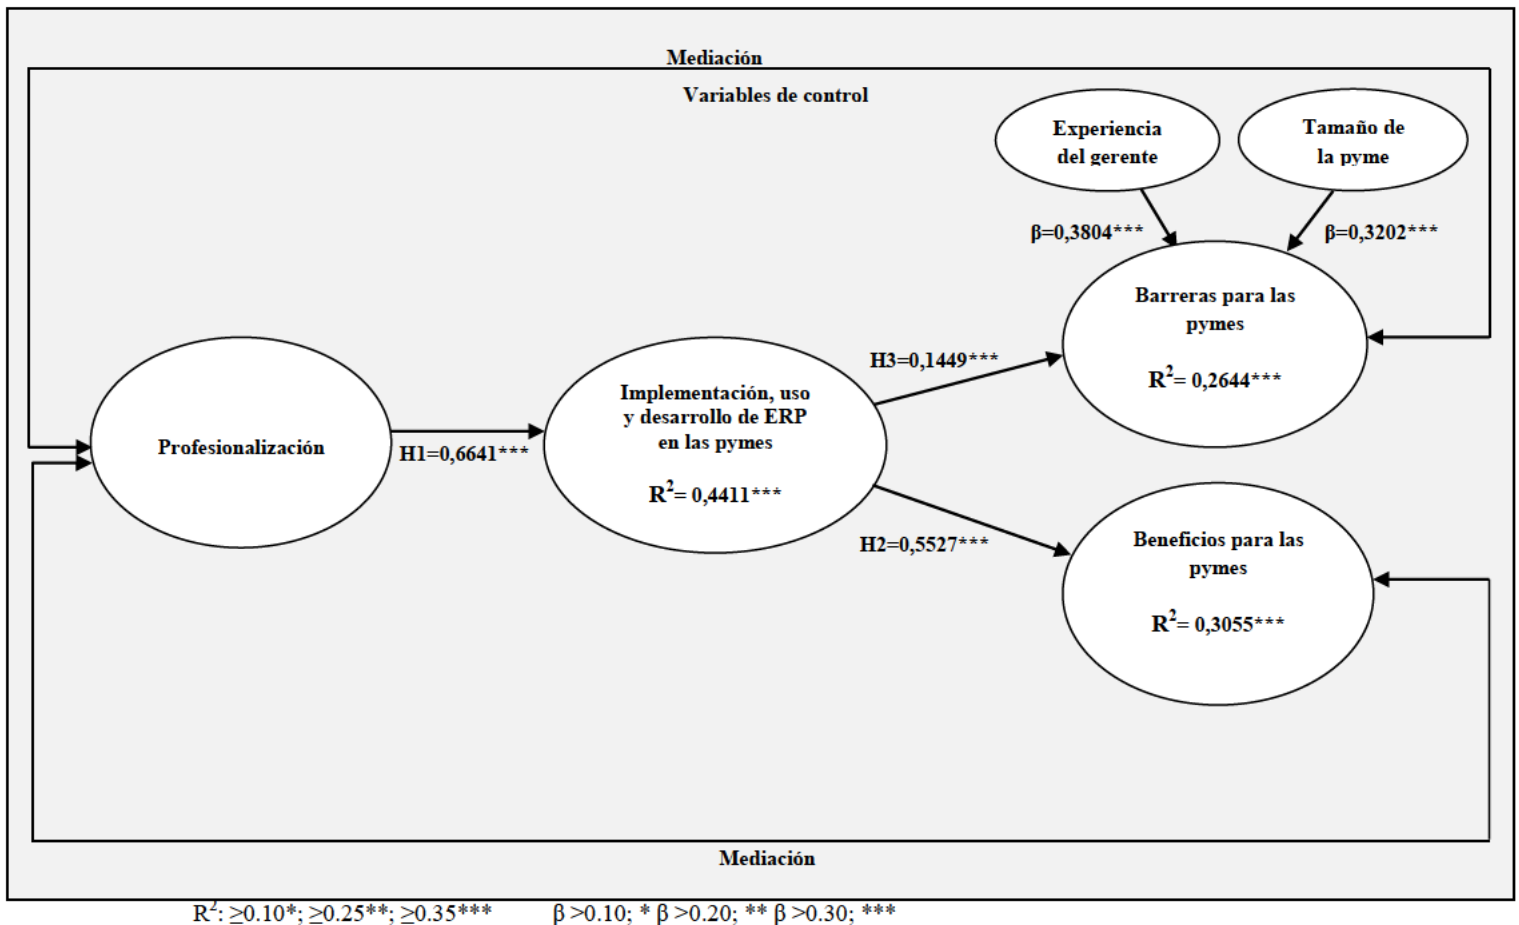 Mediación
Variables de control
Experiencia
del gerente
Tamaño de
la pyme
β=0,3804***
β=0,3202***
Barreras para las
pymes
R²= 0,2644***
H3=0,1449***
Implementación, uso
y desarrollo de ERP
en las pymes
R²= 0,4411***
Profesionalización
H1=0,6641***
H2=0,5527***
Beneficios para las
pymes
R²= 0,3055***
Mediación
R²: ≥0.10*; ≥0.25**; ≥0.35*** β >0.10; * β >0.20; ** β >0.30; ***